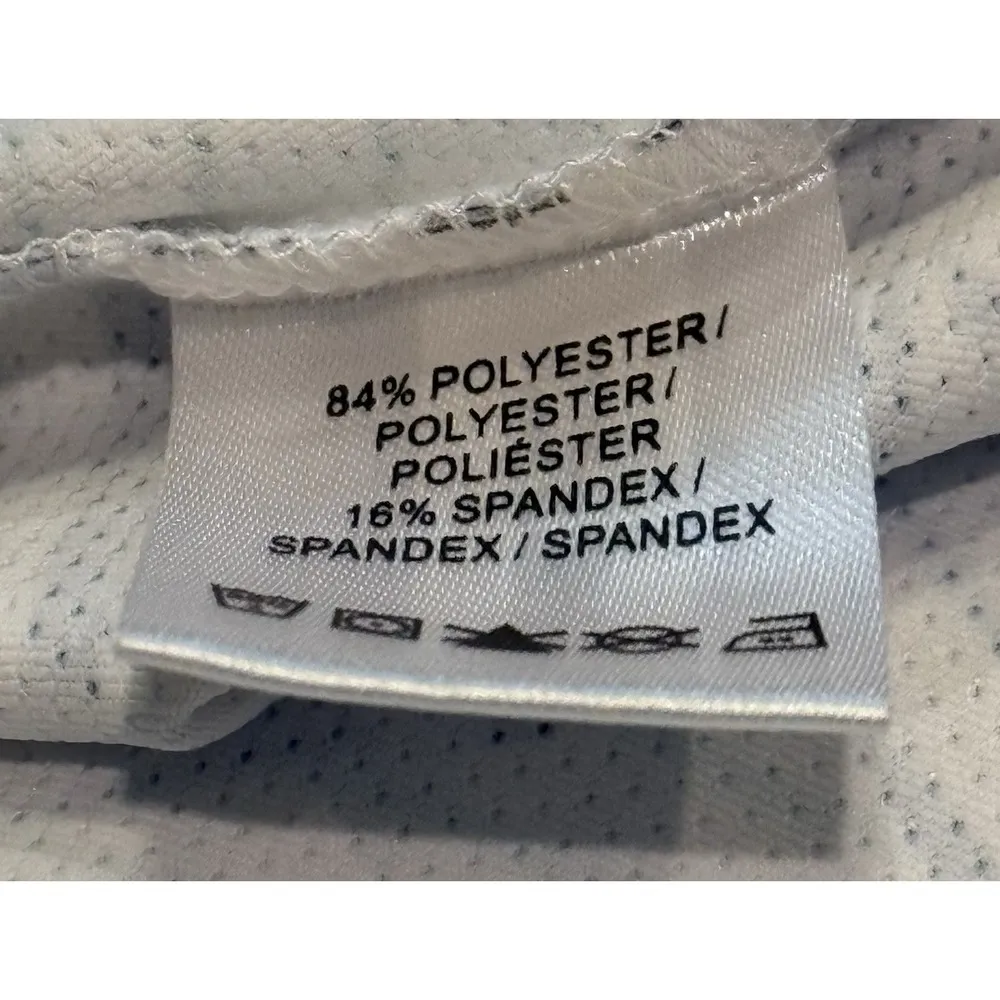 84% POLYESTER/
POLYESTER/
POLIÉSTER
16% SPANDEX/
SPANDEX / SPANDEX